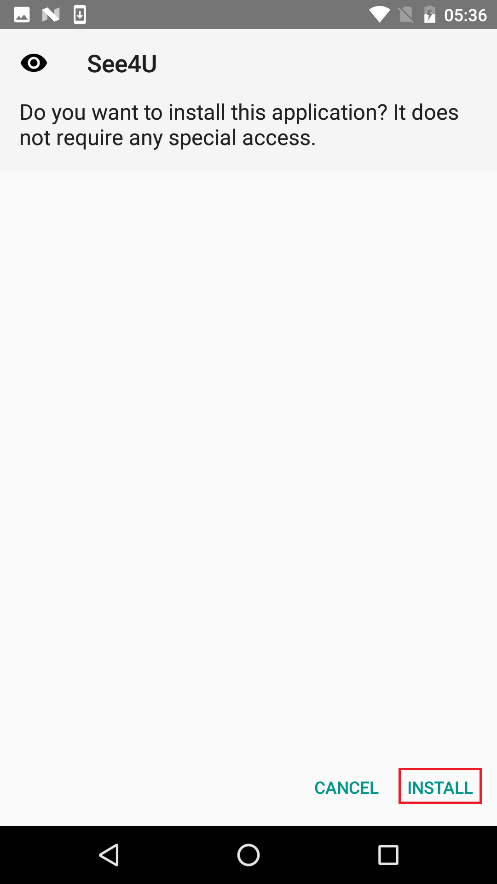 05:36
See4U
Do you want to install this application? It does
not require any special access.
CANCEL INSTALL